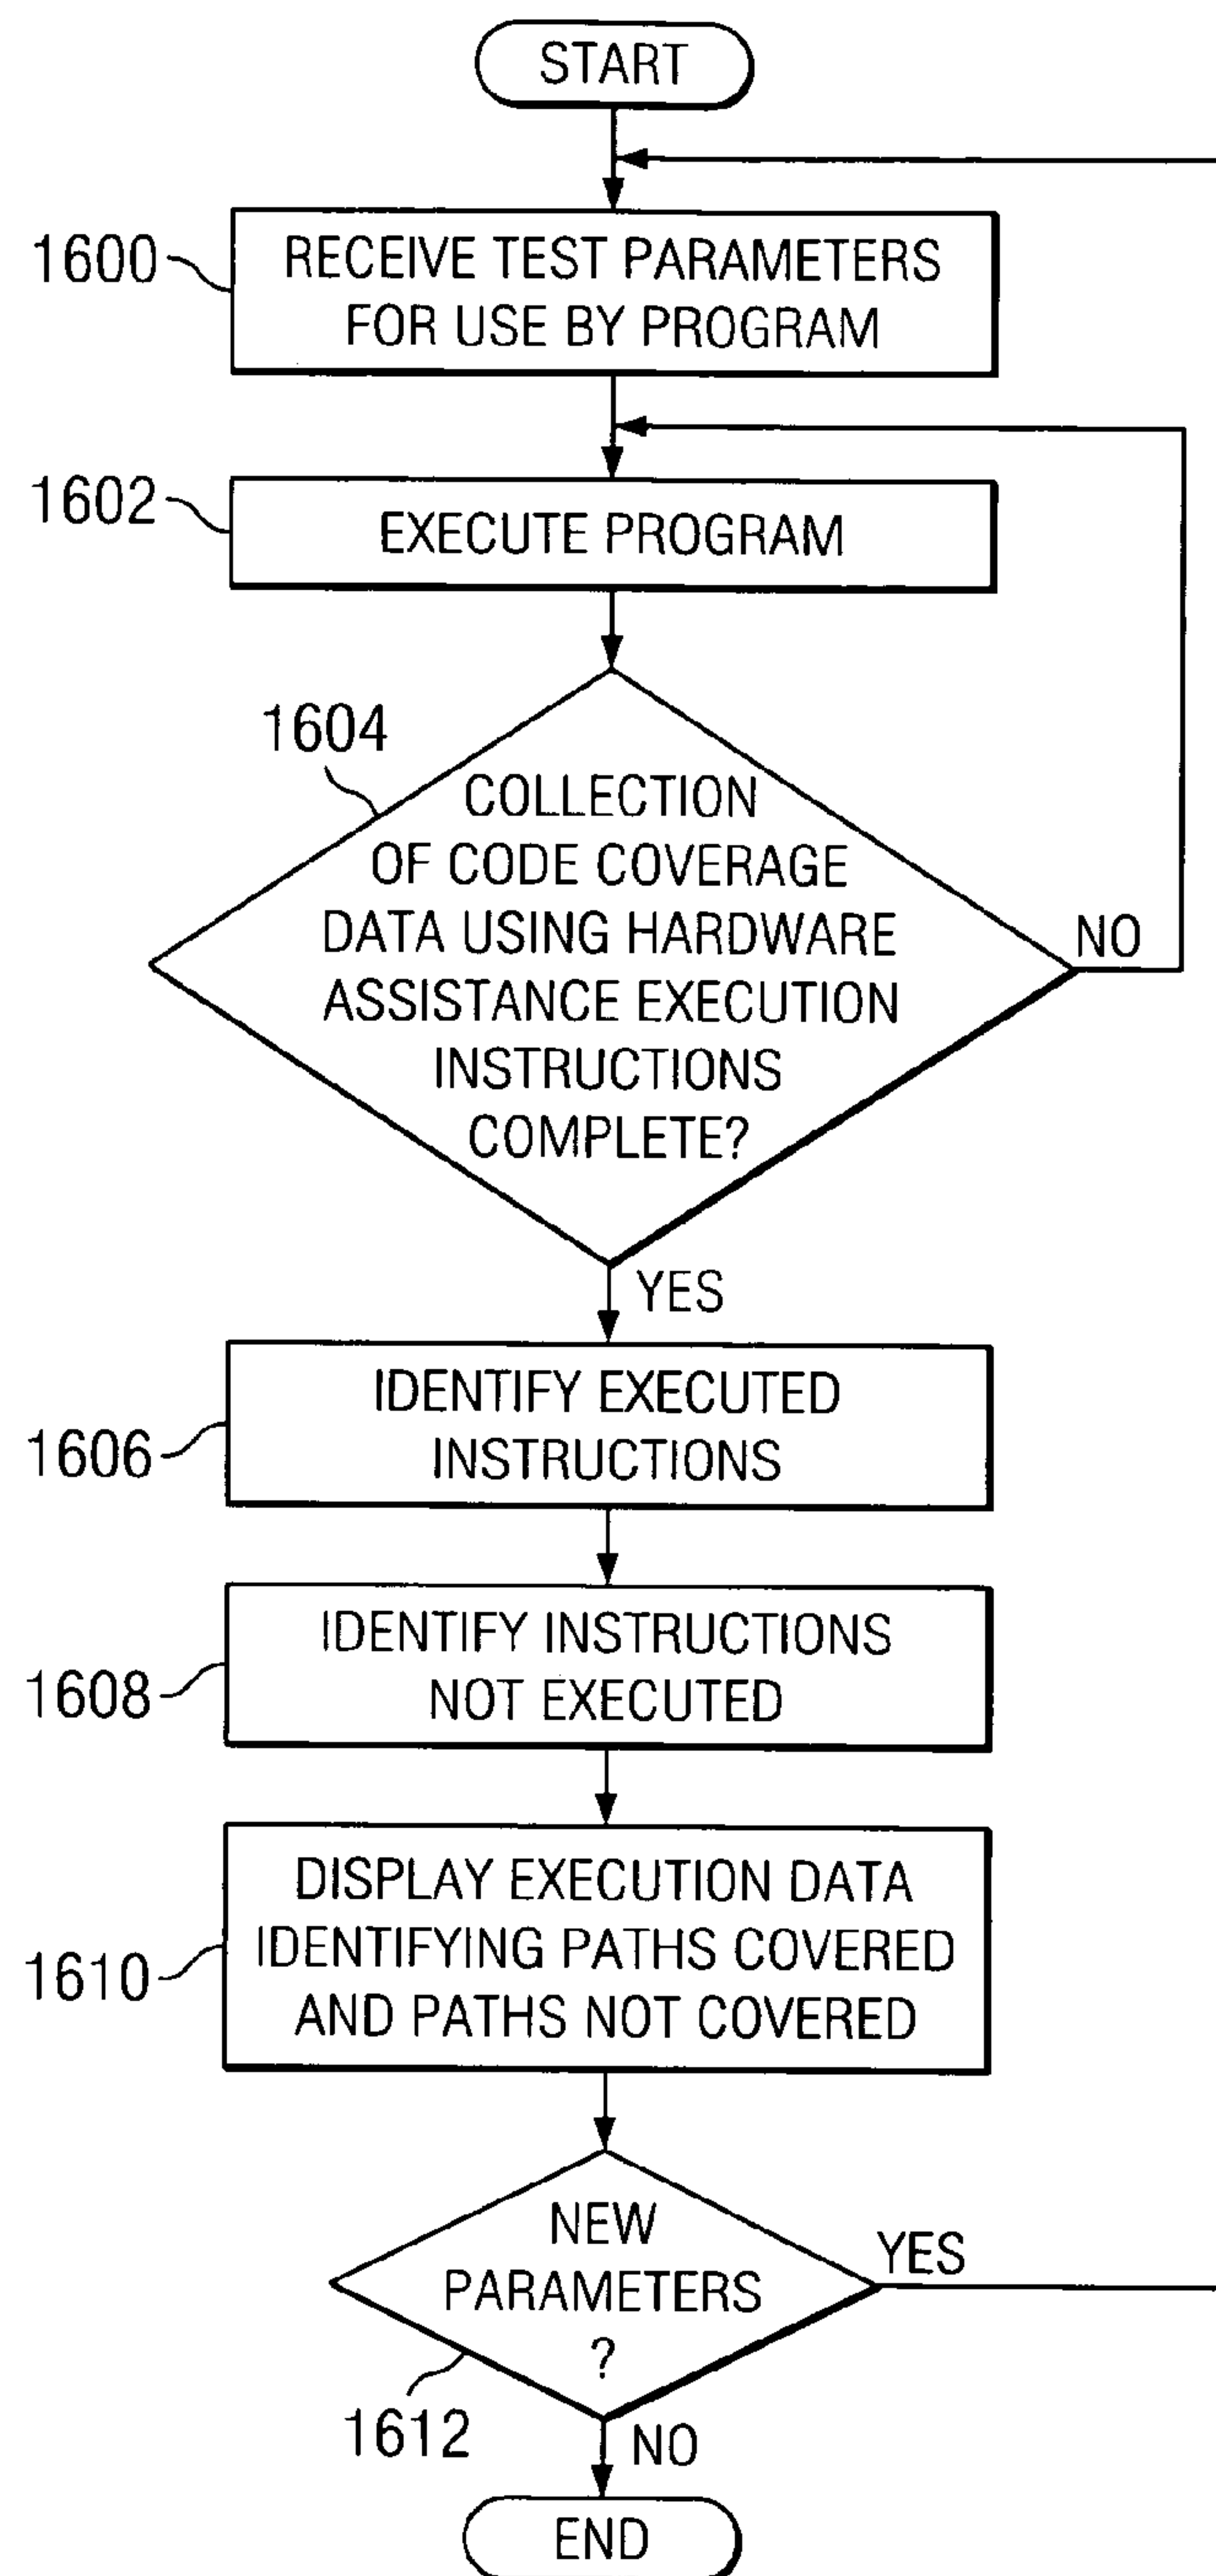 START
1600
RECEIVE TEST PARAMETERS
FOR USE BY PROGRAM
1602
EXECUTE PROGRAM
1604
COLLECTION
OF CODE COVERAGE
DATA USING HARDWARE
ASSISTANCE EXECUTION
INSTRUCTIONS
COMPLETE?
NO
YES
1606
IDENTIFY EXECUTED
INSTRUCTIONS
1608
IDENTIFY INSTRUCTIONS
NOT EXECUTED
1610
DISPLAY EXECUTION DATA
IDENTIFYING PATHS COVERED
AND PATHS NOT COVERED
NEW
PARAMETERS
?
YES
1612
NO
END